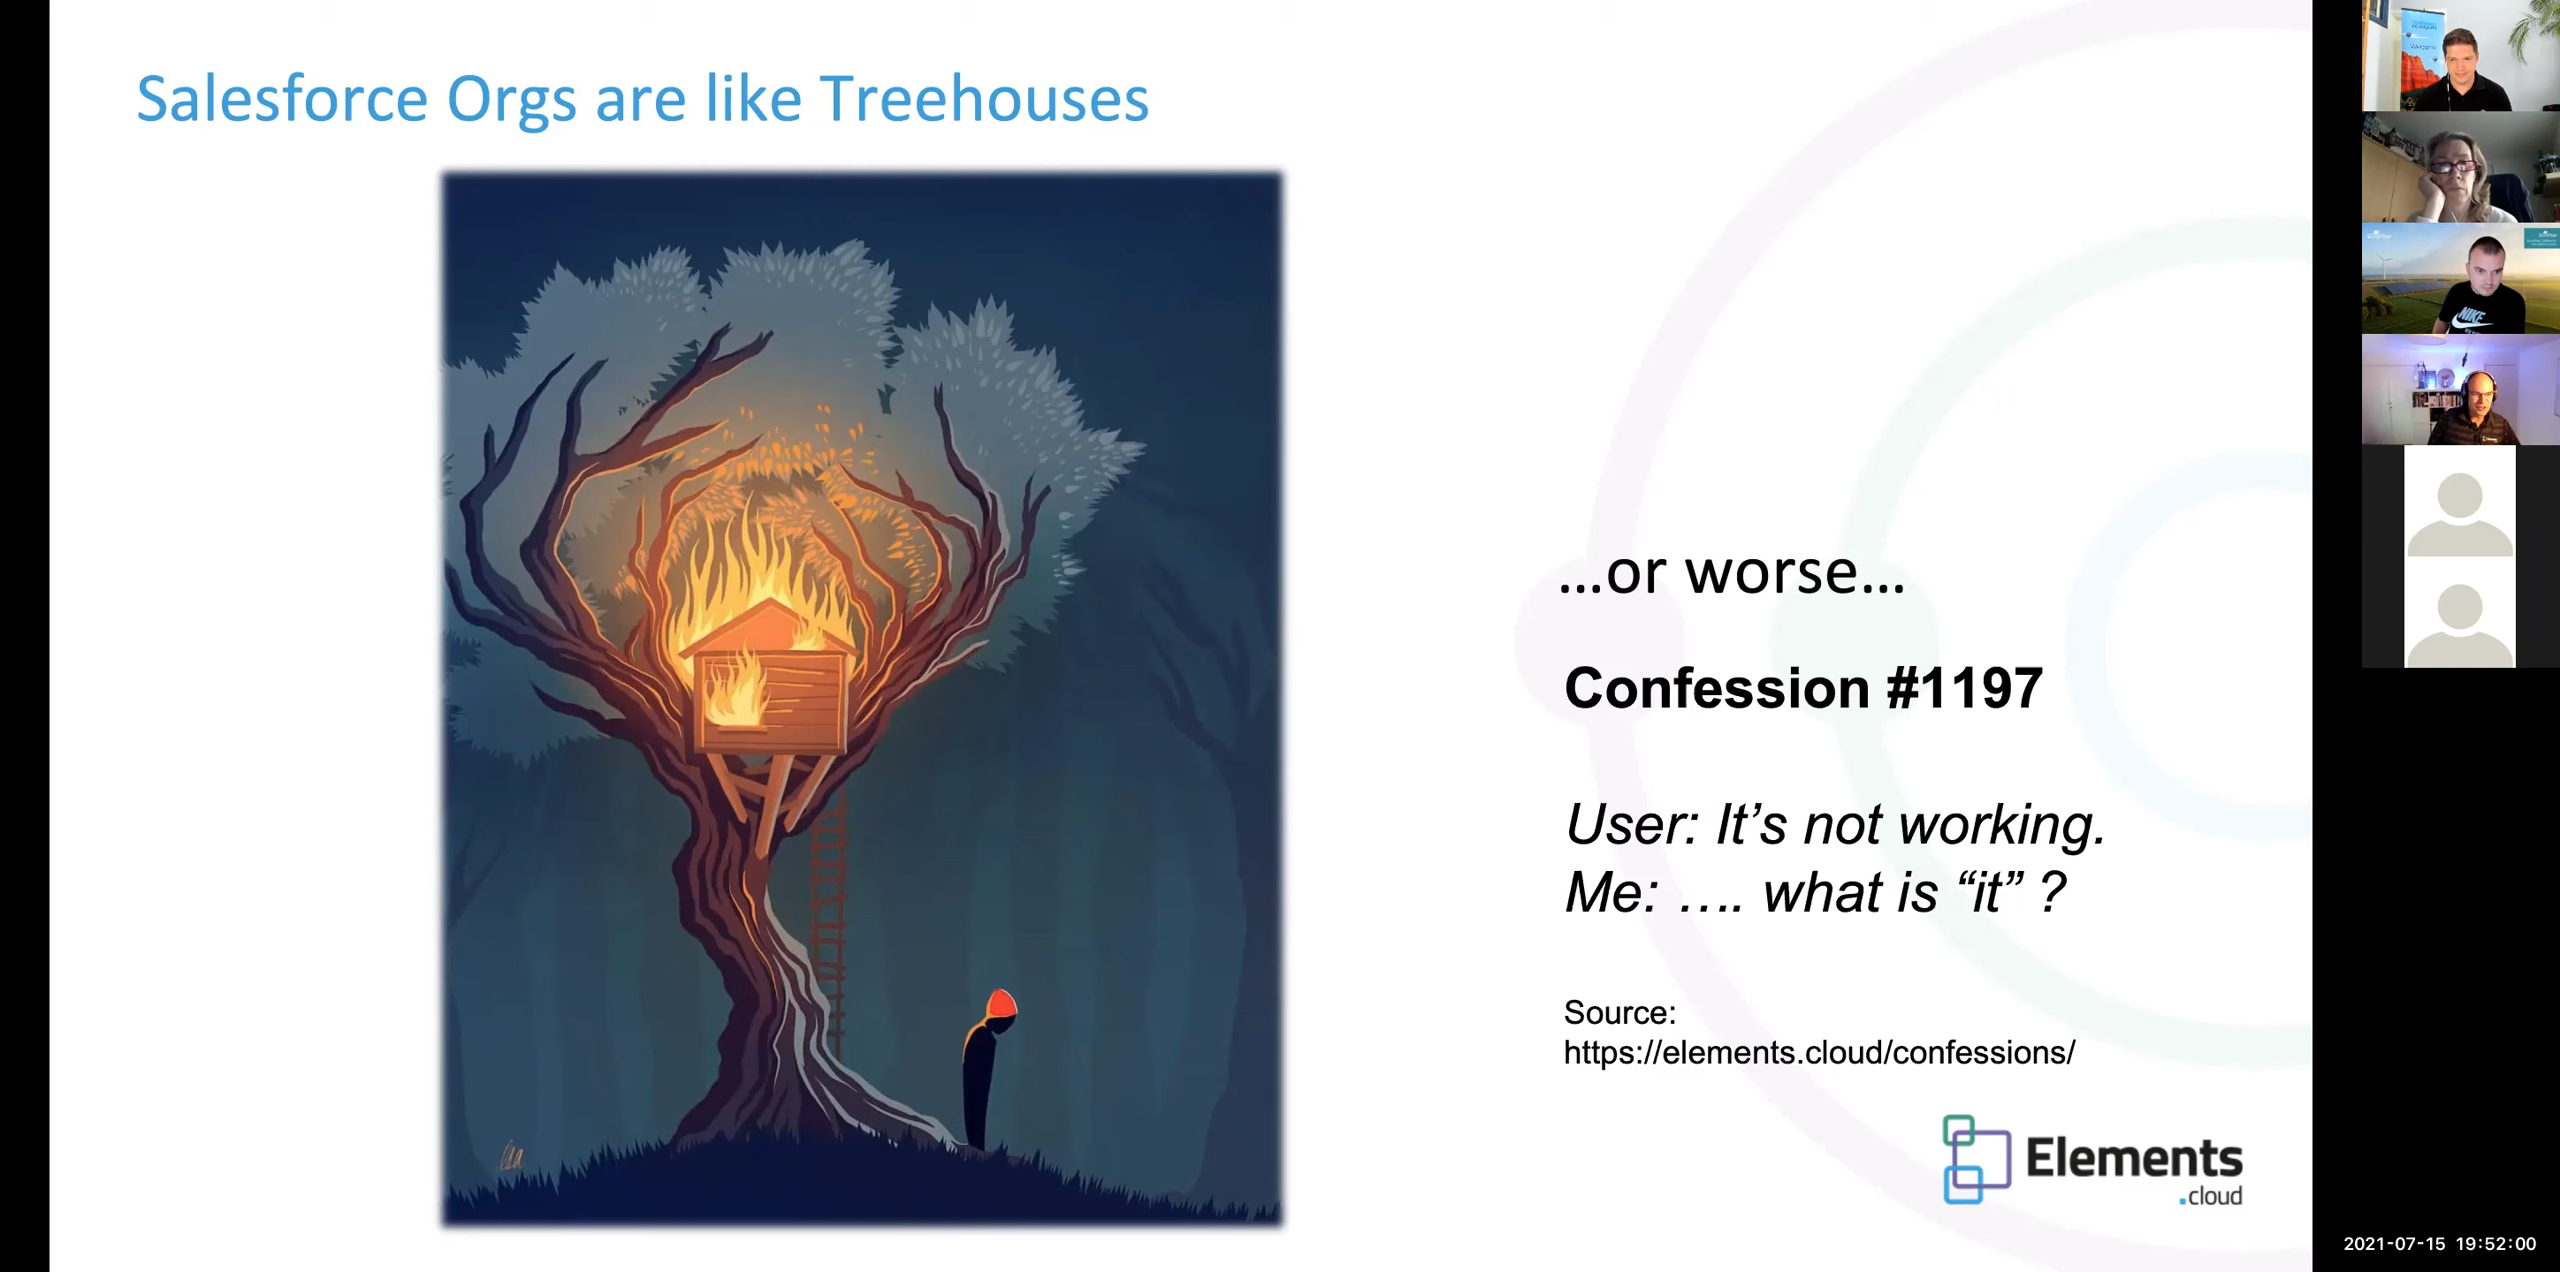 Salesforce Orgs are like Treehouses
...or worse...
Confession #1197
User: It’s not working.
Me: …. what is “it” ?
Source:
https://elements.cloud/confessions/
Elements
.cloud
NIKE
2021-07-15 19:52:00